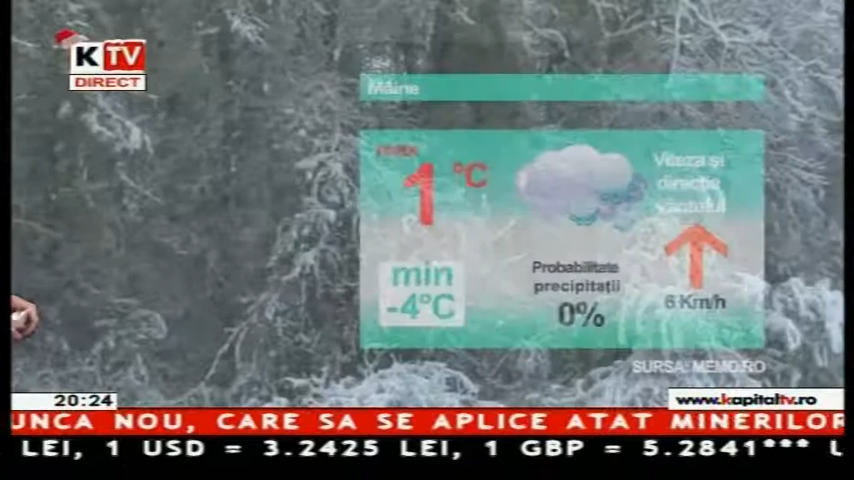 KTV
DIRECT
Mâine
1 °C
min
-4°C
Probabilitate
precipitații
0%
Viteza și
direcție
vântului
6 Km/h
SURSA: MEMO.RO
20:24
www.kapitaltv.ro
UNCA NOU, CARE SA SE APLICE ATAT MINERILOR
LEI, 1 USD = 3.2425 LEI, 1 GBP = 5.2841*** L